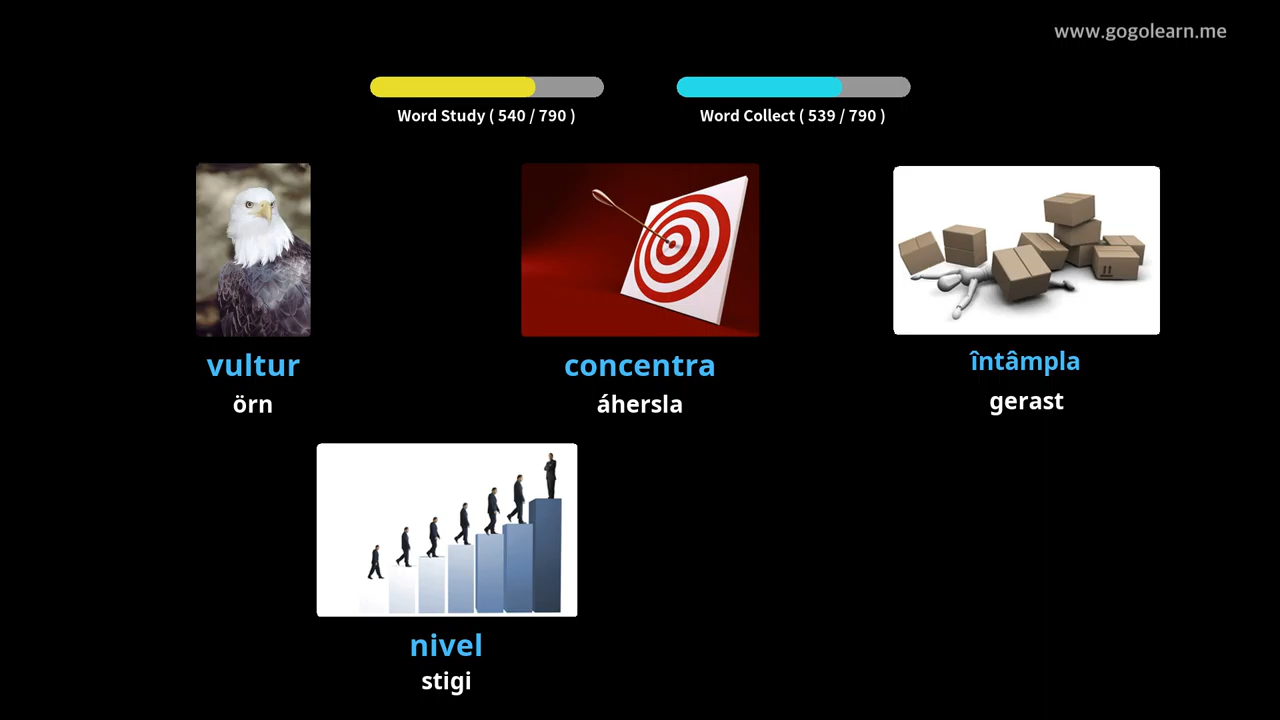 www.gogolearn.me
Word Study ( 540 / 790 )
Word Collect ( 539 / 790 )
vultur
örn
concentra
áhersla
întâmpla
gerast
nivel
stigi